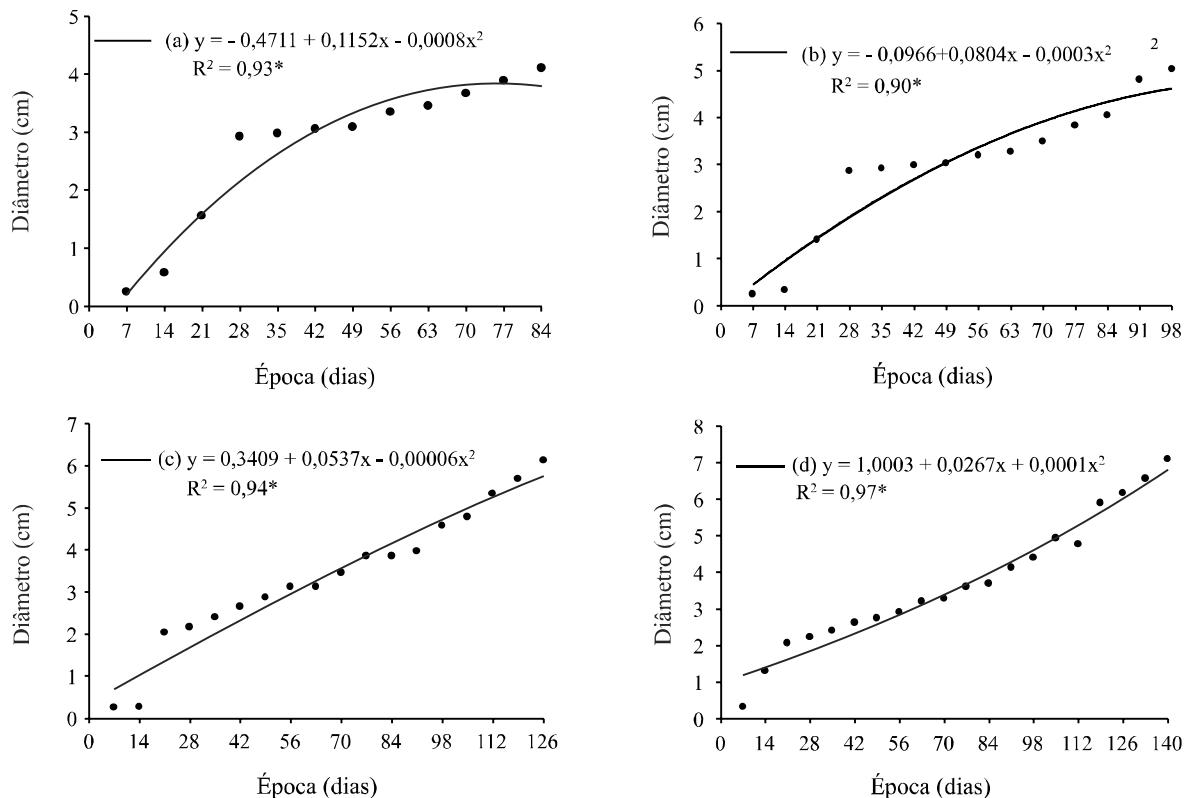 (a) y = - 0,4711 + 0,1152x - 0,0008x²
R² = 0,93*
Diâmetro (cm)
5
4
3
2
1
0
0 7 14 21 28 35 42 49 56 63 70 77 84
Época (dias)
(b) y = - 0,0966+0,0804x - 0,0003x² 2
R² = 0,90*
Diâmetro (cm)
6
5
4
3
2
1
0
0 7 14 21 28 35 42 49 56 63 70 77 84 91 98
Época (dias)
(c) y = 0,3409 + 0,0537x - 0,00006x²
R² = 0,94*
Diâmetro (cm)
7
6
5
4
3
2
1
0
0 14 28 42 56 70 84 98 112 126
Época (dias)
(d) y = 1,0003 + 0,0267x + 0,0001x²
R² = 0,97*
Diâmetro (cm)
8
7
6
5
4
3
2
1
0
0 14 28 42 56 70 84 98 112 126 140
Época (dias)